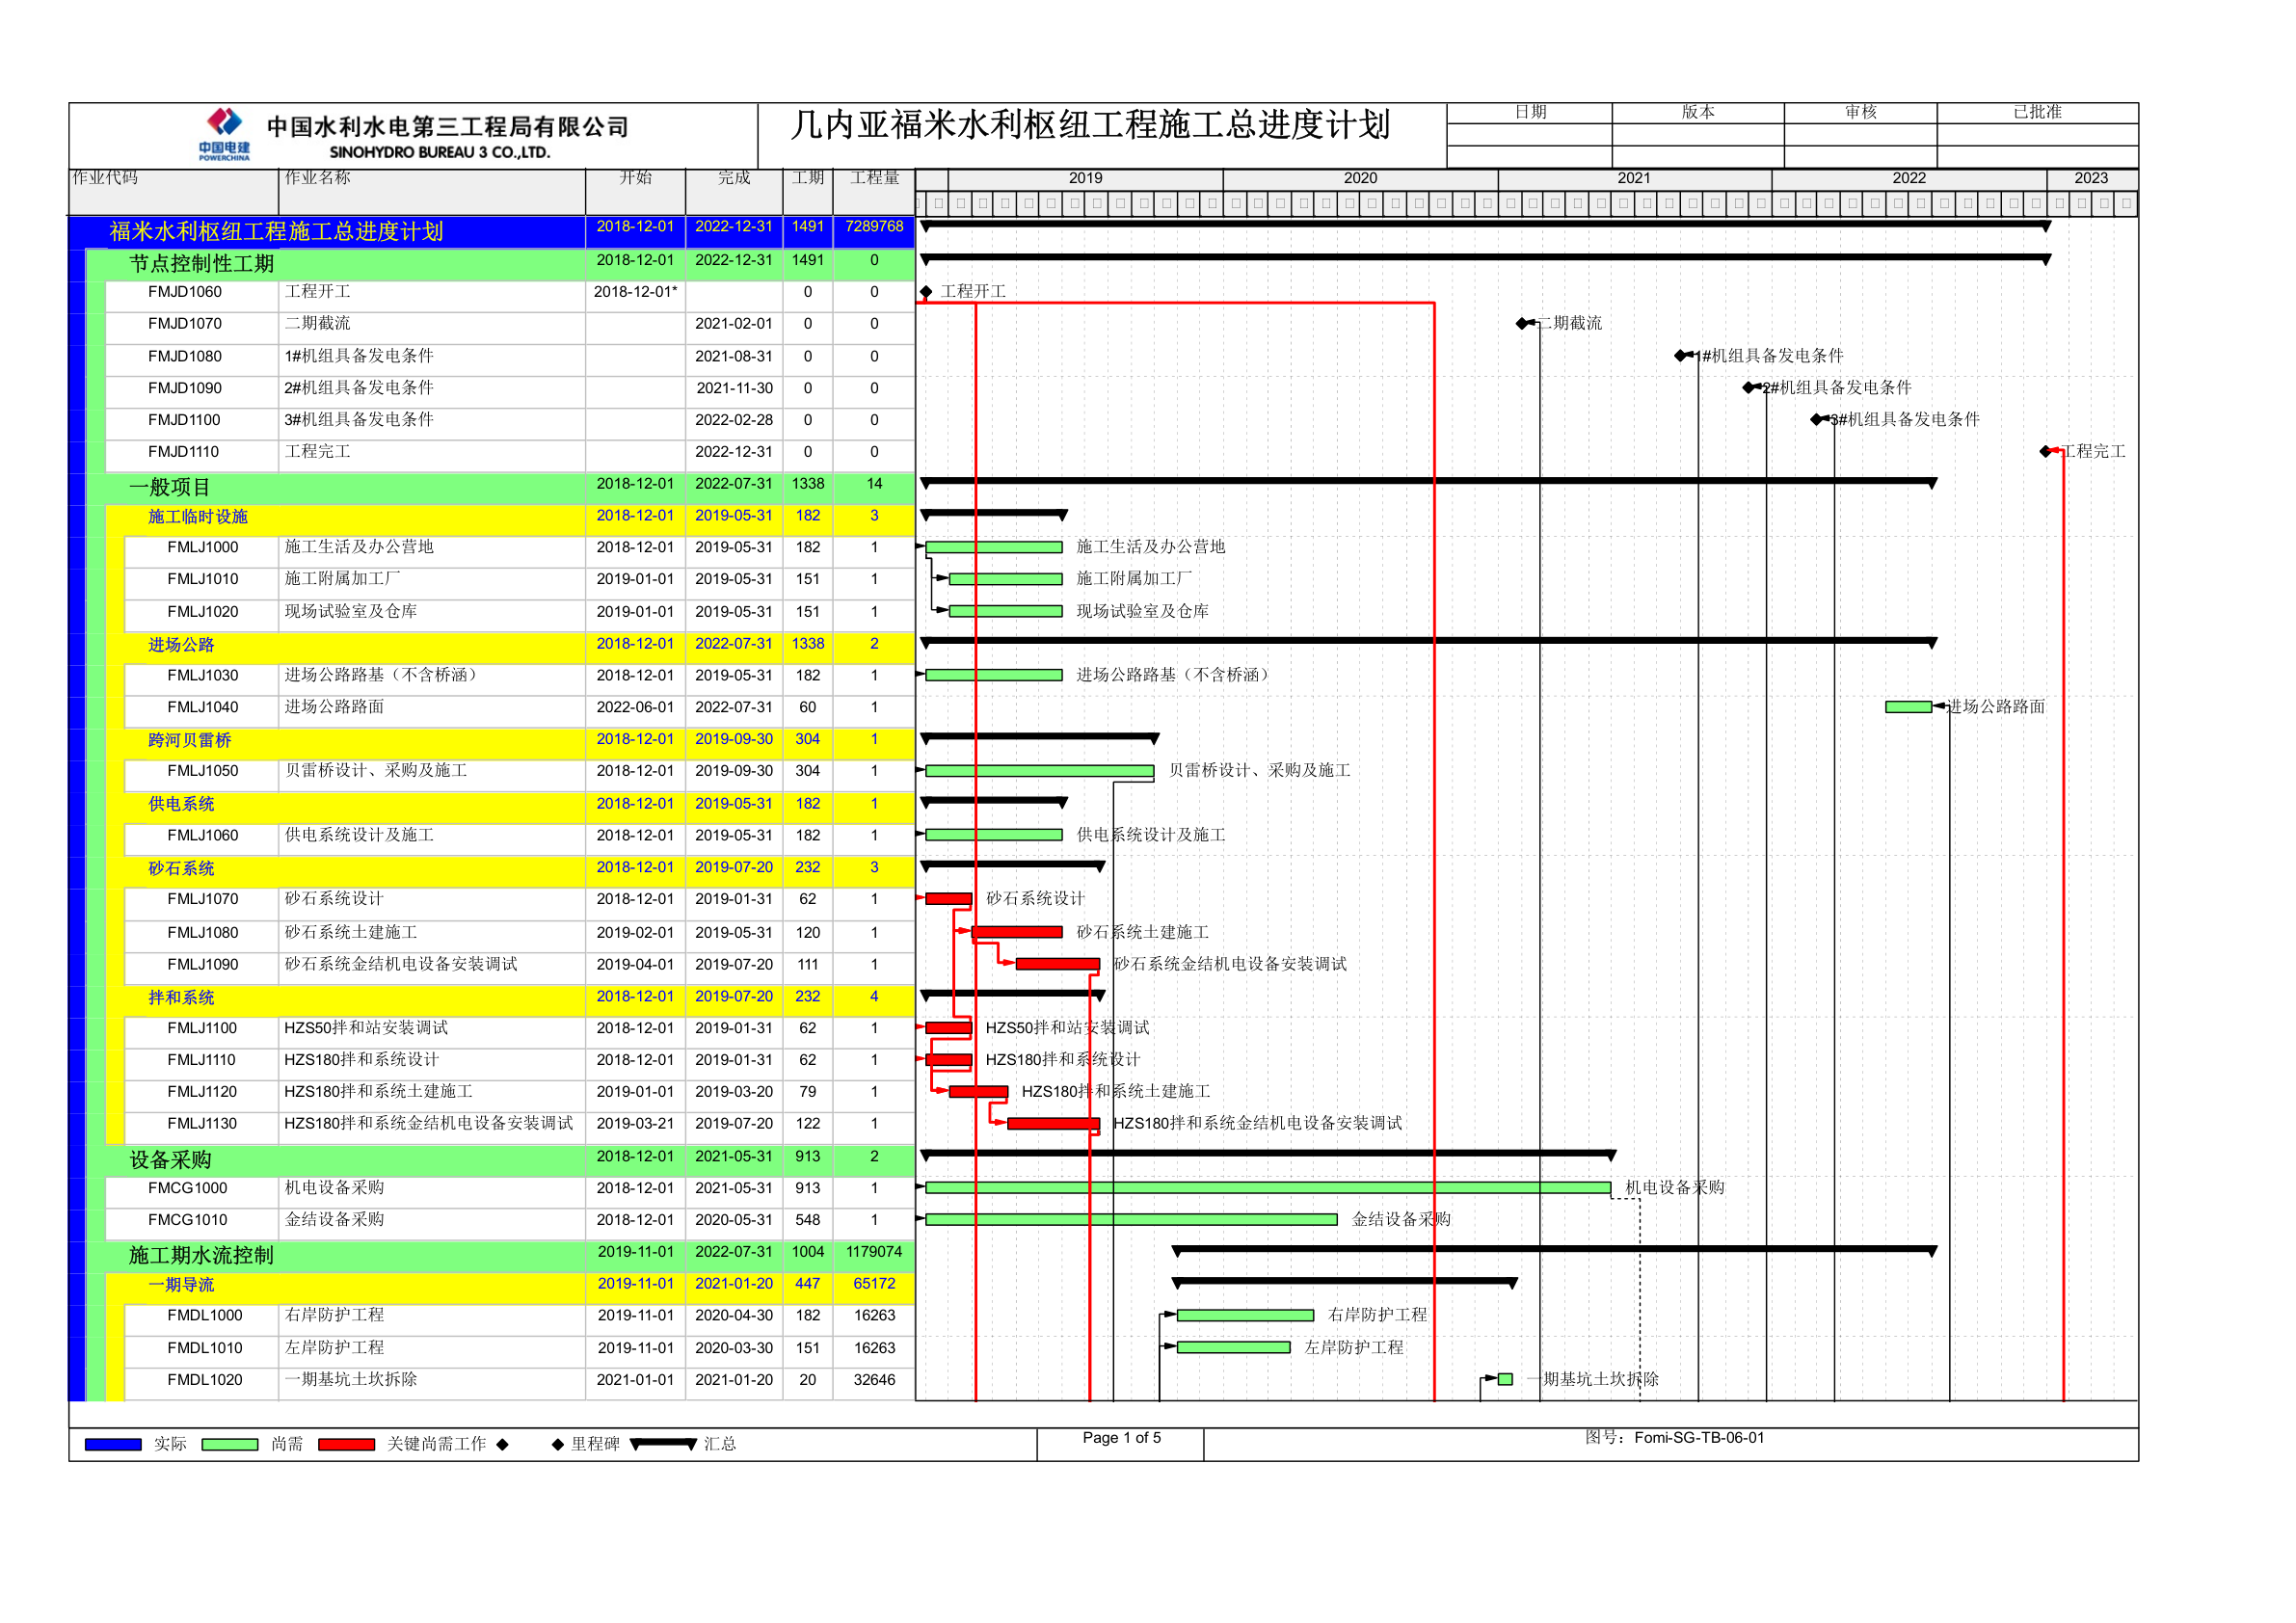 中国电建
POWERCHINA
中国水利水电第三工程局有限公司
SINOHYDRO BUREAU 3 CO.,LTD.
几内亚福米水利枢纽工程施工总进度计划
日期 版本 审核 已批准
作业代码 作业名称 开始 完成 工期 工程量 2019 2020 2021 2022 2023
福米水利枢纽工程施工总进度计划 2018-12-01 2022-12-31 1491 7289768
节点控制性工期 2018-12-01 2022-12-31 1491 0
FMJD1060 工程开工 2018-12-01* 0 0 工程开工
FMJD1070 二期截流 2021-02-01 0 0 二期截流
FMJD1080 1#机组具备发电条件 2021-08-31 0 0 1#机组具备发电条件
FMJD1090 2#机组具备发电条件 2021-11-30 0 0 2#机组具备发电条件
FMJD1100 3#机组具备发电条件 2022-02-28 0 0 3#机组具备发电条件
FMJD1110 工程完工 2022-12-31 0 0 工程完工
一般项目 2018-12-01 2022-07-31 1338 14
施工临时设施 2018-12-01 2019-05-31 182 3
FMLJ1000 施工生活及办公营地 2018-12-01 2019-05-31 182 1 施工生活及办公营地
FMLJ1010 施工附属加工厂 2019-01-01 2019-05-31 151 1 施工附属加工厂
FMLJ1020 现场试验室及仓库 2019-01-01 2019-05-31 151 1 现场试验室及仓库
进场公路 2018-12-01 2022-07-31 1338 2
FMLJ1030 进场公路路基（不含桥涵） 2018-12-01 2019-05-31 182 1 进场公路路基（不含桥涵）
FMLJ1040 进场公路路面 2022-06-01 2022-07-31 60 1 进场公路路面
跨河贝雷桥 2018-12-01 2019-09-30 304 1
FMLJ1050 贝雷桥设计、采购及施工 2018-12-01 2019-09-30 304 1 贝雷桥设计、采购及施工
供电系统 2018-12-01 2019-05-31 182 1
FMLJ1060 供电系统设计及施工 2018-12-01 2019-05-31 182 1 供电系统设计及施工
砂石系统 2018-12-01 2019-07-20 232 3
FMLJ1070 砂石系统设计 2018-12-01 2019-01-31 62 1 砂石系统设计
FMLJ1080 砂石系统土建施工 2019-02-01 2019-05-31 120 1 砂石系统土建施工
FMLJ1090 砂石系统金结机电设备安装调试 2019-04-01 2019-07-20 111 1 砂石系统金结机电设备安装调试
拌和系统 2018-12-01 2019-07-20 232 4
FMLJ1100 HZS50拌和站安装调试 2018-12-01 2019-01-31 62 1 HZS50拌和站安装调试
FMLJ1110 HZS180拌和系统设计 2018-12-01 2019-01-31 62 1 HZS180拌和系统设计
FMLJ1120 HZS180拌和系统土建施工 2019-01-01 2019-03-20 79 1 HZS180拌和系统土建施工
FMLJ1130 HZS180拌和系统金结机电设备安装调试 2019-03-21 2019-07-20 122 1 HZS180拌和系统金结机电设备安装调试
设备采购 2018-12-01 2021-05-31 913 2
FMCG1000 机电设备采购 2018-12-01 2021-05-31 913 1 机电设备采购
FMCG1010 金结设备采购 2018-12-01 2020-05-31 548 1 金结设备采购
施工期水流控制 2019-11-01 2022-07-31 1004 1179074
一期导流 2019-11-01 2021-01-20 447 65172
FMDL1000 右岸防护工程 2019-11-01 2020-04-30 182 16263 右岸防护工程
FMDL1010 左岸防护工程 2019-11-01 2020-03-30 151 16263 左岸防护工程
FMDL1020 一期基坑土坎拆除 2021-01-01 2021-01-20 20 32646 一期基坑土坎拆除
实际 尚需 关键尚需工作 里程碑 汇总 Page 1 of 5 图号：Fomi-SG-TB-06-01